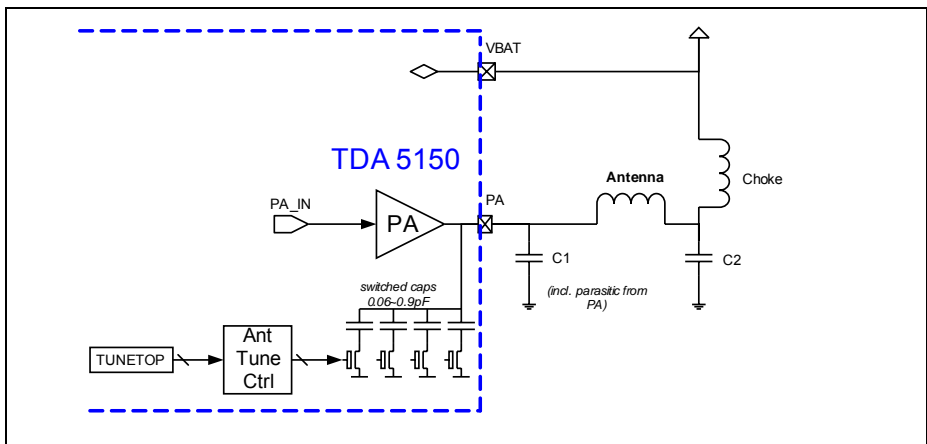 VBAT
TDA 5150
Antenna
Choke
PA_IN
PA
PA
C1
C2
(incl. parasitic from
PA)
switched caps
0.06~0.9pF
Ant
Tune
Ctrl
TUNETOP